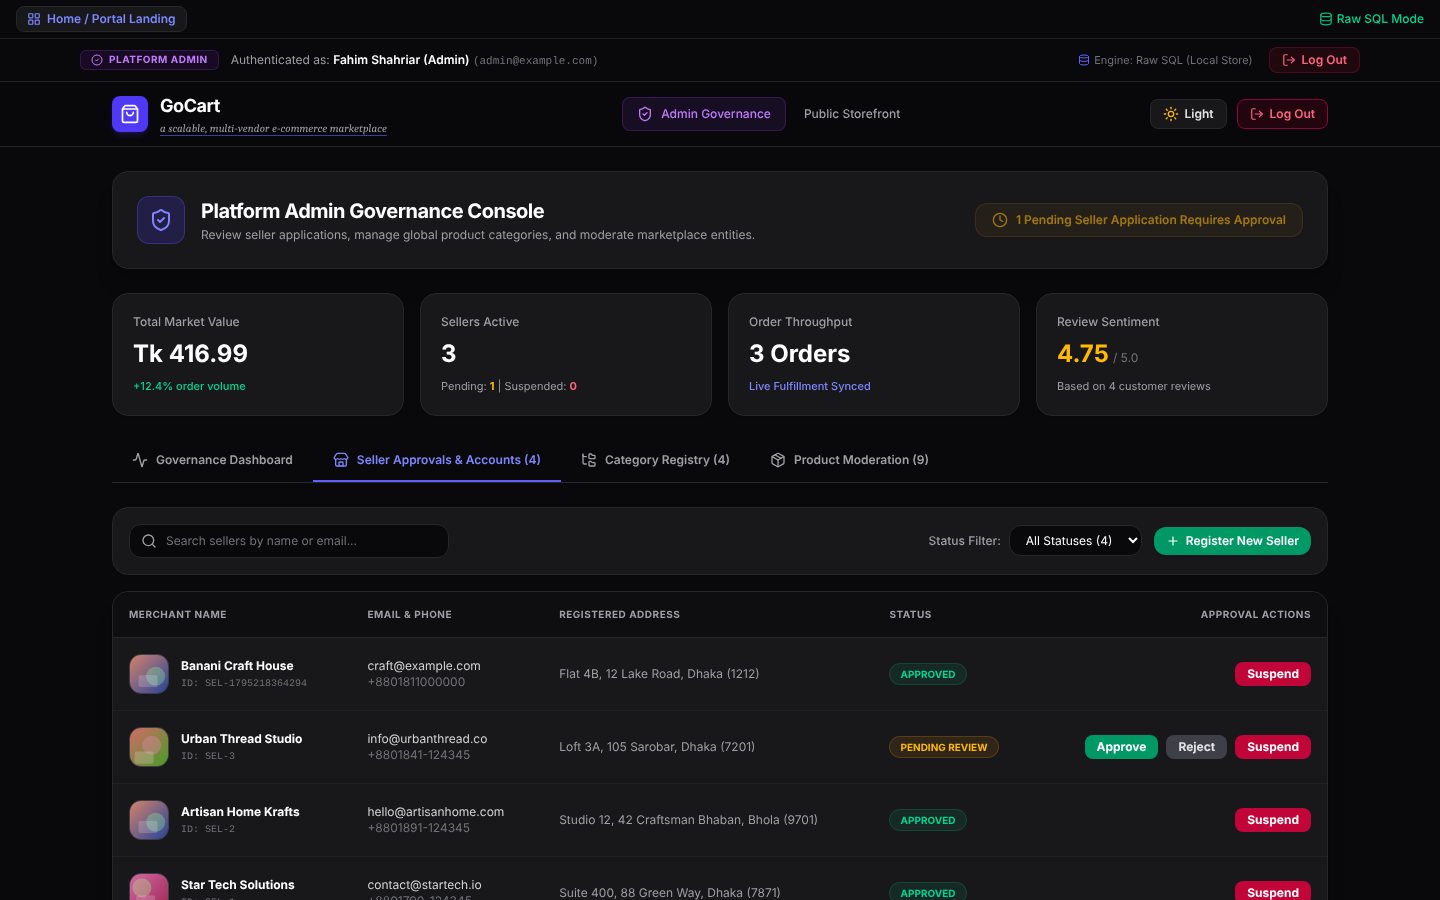 Home / Portal Landing
Raw SQL Mode
PLATFORM ADMIN Authenticated as: Fahim Shahriar (Admin) (admin@example.com)
Engine: Raw SQL (Local Store) Log Out
GoCart
a scalable, multi-vendor e-commerce marketplace
Admin Governance Public Storefront
Light Log Out
Platform Admin Governance Console
Review seller applications, manage global product categories, and moderate marketplace entities.
1 Pending Seller Application Requires Approval
Total Market Value
Tk 416.99
+12.4% order volume
Sellers Active
3
Pending: 1 | Suspended: 0
Order Throughput
3 Orders
Live Fulfillment Synced
Review Sentiment
4.75 / 5.0
Based on 4 customer reviews
Governance Dashboard Seller Approvals & Accounts (4) Category Registry (4) Product Moderation (9)
Search sellers by name or email...
Status Filter: All Statuses (4) + Register New Seller
MERCHANT NAME EMAIL & PHONE REGISTERED ADDRESS STATUS APPROVAL ACTIONS
Banani Craft House
ID: SEL-1795218364294
craft@example.com
+8801811000000
Flat 4B, 12 Lake Road, Dhaka (1212)
APPROVED
Suspend
Urban Thread Studio
ID: SEL-3
info@urbanthread.co
+8801841-124345
Loft 3A, 105 Sarobar, Dhaka (7201)
PENDING REVIEW
Approve Reject Suspend
Artisan Home Krafts
ID: SEL-2
hello@artisanhome.com
+8801891-124345
Studio 12, 42 Craftsman Bhaban, Bhola (9701)
APPROVED
Suspend
Star Tech Solutions
contact@startech.io
Suite 400, 88 Green Way, Dhaka (7871)
APPROVED
Suspend